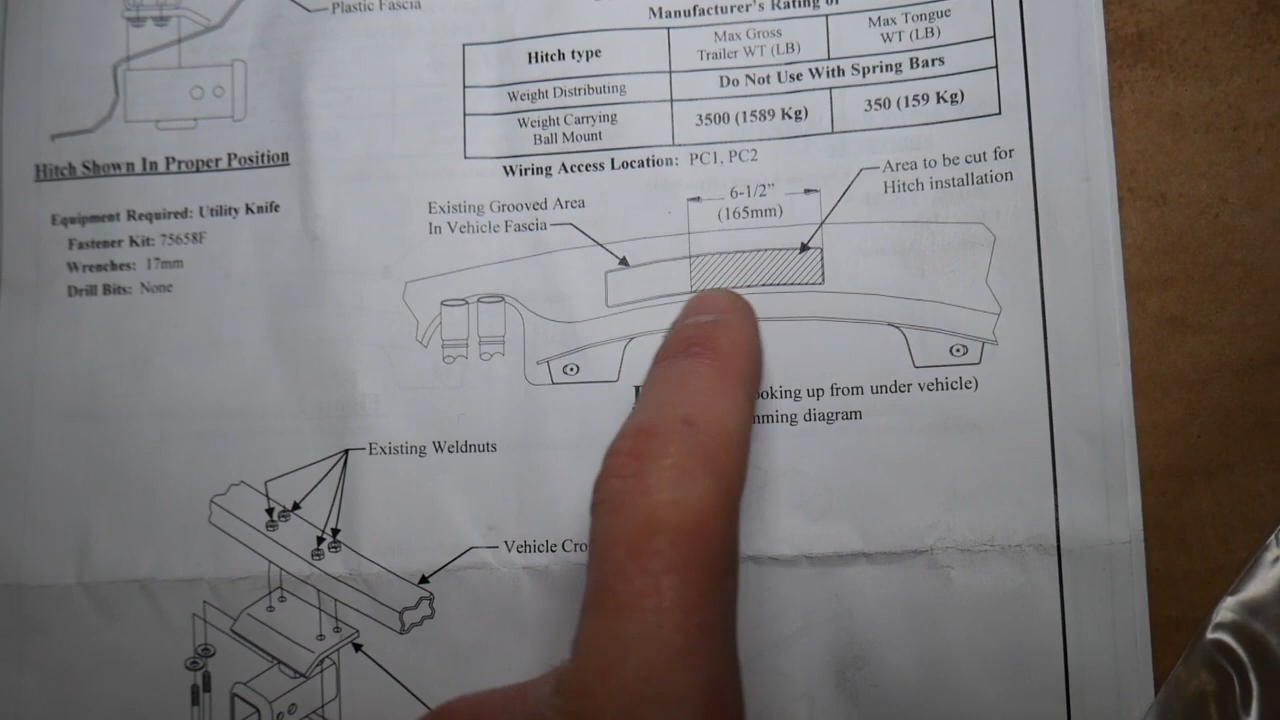 Plastic Fascia
Manufacturer's Rating of
Hitch type
Max Gross
Trailer WT (LB)
Max Tongue
WT (LB)
Weight Distributing
Do Not Use With Spring Bars
Weight Carrying
Ball Mount
3500 (1589 Kg)
350 (159 Kg)
Hitch Shown In Proper Position
Wiring Access Location: PC1, PC2
Equipment Required: Utility Knife
Fastener Kit: 75658F
Wrenches: 17mm
Drill Bits: None
Existing Grooved Area
In Vehicle Fascia
6-1/2"
(165mm)
Area to be cut for
Hitch installation
ooking up from under vehicle)
mming diagram
Existing Weldnuts
Vehicle Cro